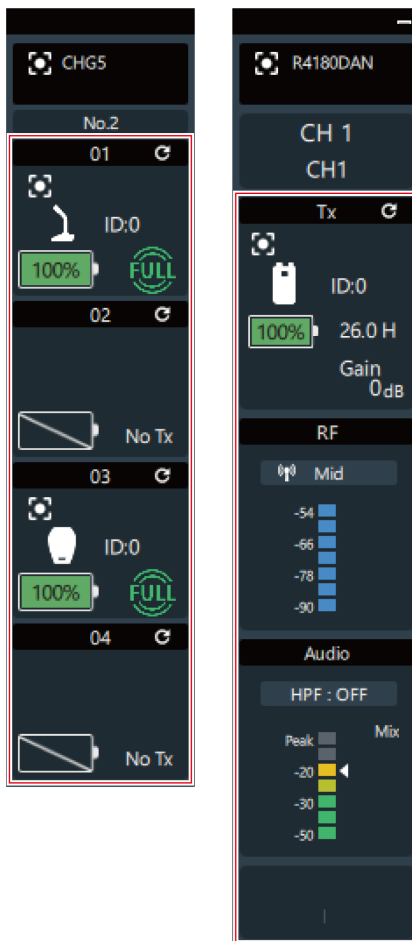 CHG5
No.2
01
ID:0
100%
FULL
02
No Tx
03
ID:0
100%
FULL
04
No Tx
R4180DAN
CH 1
CH1
Tx
ID:0
100%
26.0 H
Gain
0dB
RF
Mid
-54
-66
-78
-90
Audio
HPF : OFF
Mix
Peak
-20
-30
-50